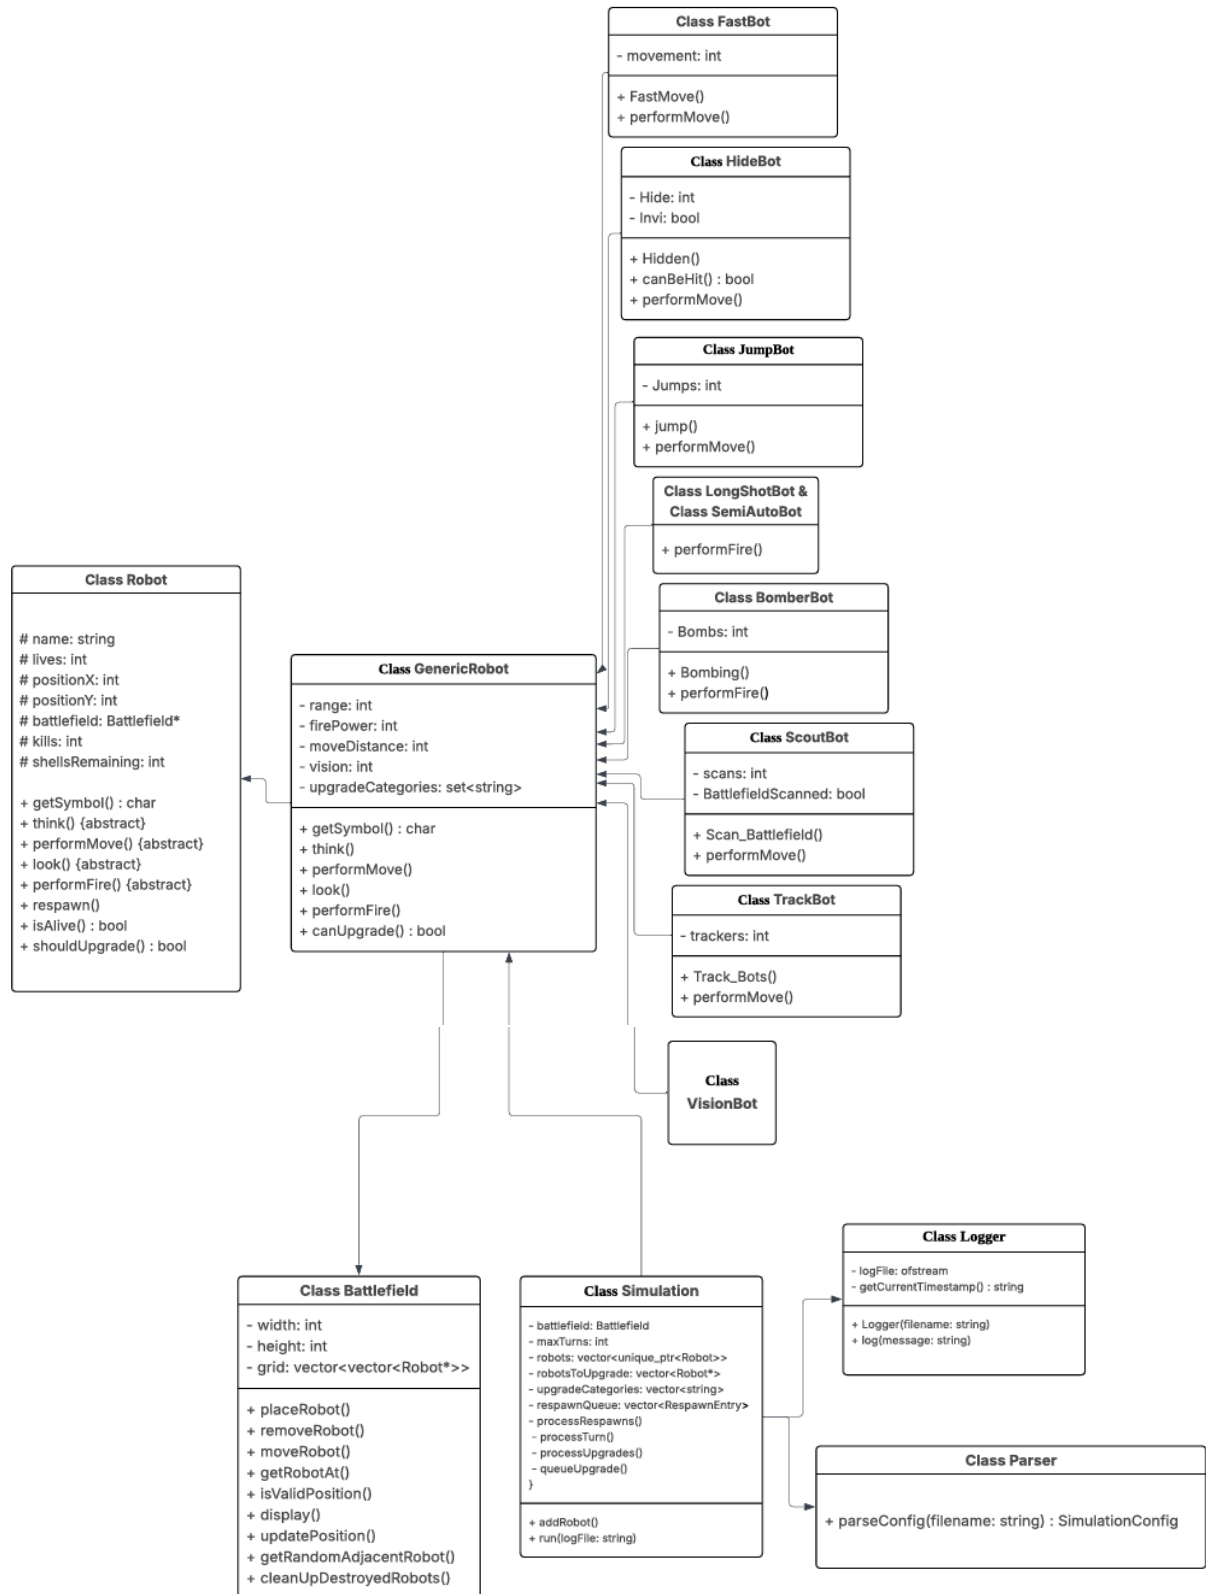 Class FastBot
- movement: int
+ FastMove()
+ performMove()
Class HideBot
- Hide: int
- Invi: bool
+ Hidden()
+ canBeHit() : bool
+ performMove()
Class JumpBot
- Jumps: int
+ jump()
+ performMove()
Class LongShotBot &
Class SemiAutoBot
+ performFire()
Class Robot
# name: string
# lives: int
# positionX: int
# positionY: int
# battlefield: Battlefield*
# kills: int
# shellsRemaining: int
+ getSymbol() : char
+ think() {abstract}
+ performMove() {abstract}
+ look() {abstract}
+ performFire() {abstract}
+ respawn()
+ isAlive() : bool
+ shouldUpgrade() : bool
Class GenericRobot
- range: int
- firePower: int
- moveDistance: int
- vision: int
- upgradeCategories: set<string>
+ getSymbol() : char
+ think()
+ performMove()
+ look()
+ performFire()
+ canUpgrade() : bool
Class BomberBot
- Bombs: int
+ Bombing()
+ performFire()
Class ScoutBot
- scans: int
- BattlefieldScanned: bool
+ Scan_Battlefield()
+ performMove()
Class TrackBot
- trackers: int
+ Track_Bots()
+ performMove()
Class
VisionBot
Class Battlefield
- width: int
- height: int
- grid: vector<vector<Robot*>>
+ placeRobot()
+ removeRobot()
+ moveRobot()
+ getRobotAt()
+ isValidPosition()
+ display()
+ updatePosition()
+ getRandomAdjacentRobot()
+ cleanUpDestroyedRobots()
Class Simulation
- battlefield: Battlefield
- maxTurns: int
- robots: vector<unique_ptr<Robot>>
- robotsToUpgrade: vector<Robot*>
- upgradeCategories: vector<string>
- respawnQueue: vector<RespawnEntry>
- processRespawns()
- processTurn()
- processUpgrades()
- queueUpgrade()
}
+ addRobot()
+ run(logFile: string)
Class Logger
- logFile: ofstream
- getCurrentTimestamp() : string
+ Logger(filename: string)
+ log(message: string)
Class Parser
+ parseConfig(filename: string) : SimulationConfig